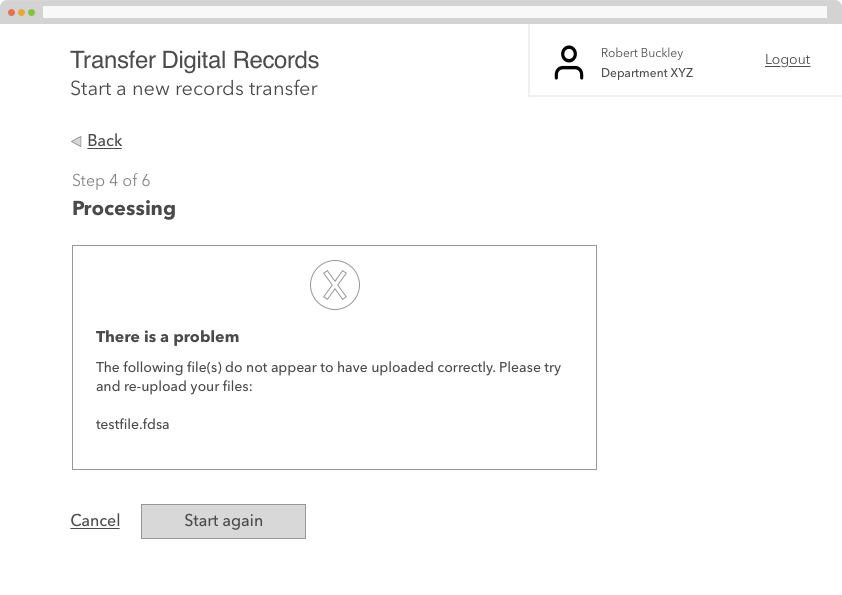 Transfer Digital Records
Start a new records transfer
Robert Buckley
Department XYZ
Logout
Back
Step 4 of 6
Processing
X
There is a problem
The following file(s) do not appear to have uploaded correctly. Please try
and re-upload your files:
testfile.fdsa
Cancel
Start again